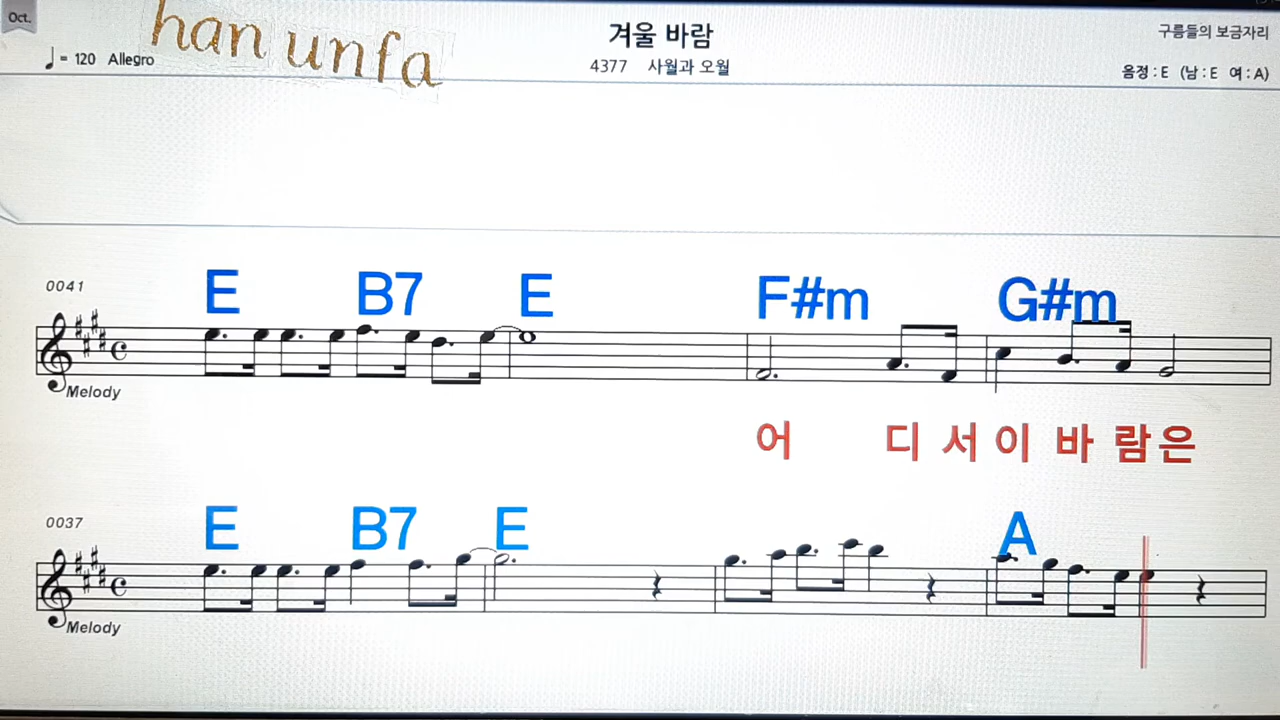 Oct.
han unfa
겨울 바람
구름들의 보금자리
♩ = 120 Allegro
4377 사월과 오월
음정 : E (남 : E 여 : A)
0041
E B7 E F#m G#m
Melody
어 디 서 이 바 람 은
0037
E B7 E A
Melody